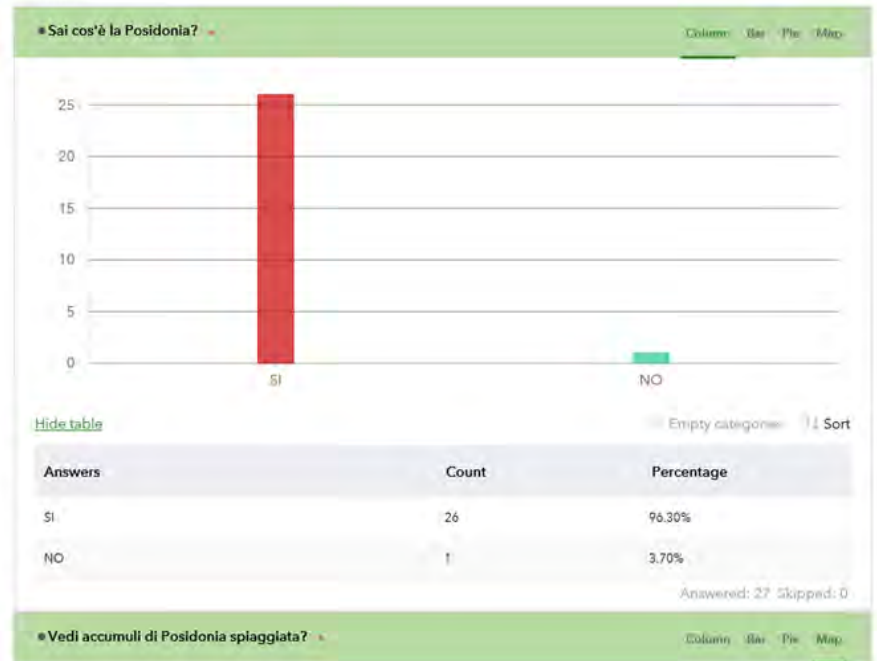 Sai cos'è la Posidonia?
Column Bar Pie Map
25
20
15
10
5
0
SI NO
Hide table
Empty categories Sort
Answers Count Percentage
SI 26 96.30%
NO 1 3.70%
Answered: 27 Skipped: 0
Vedi accumuli di Posidonia spiaggiata?
Column Bar Pie Map